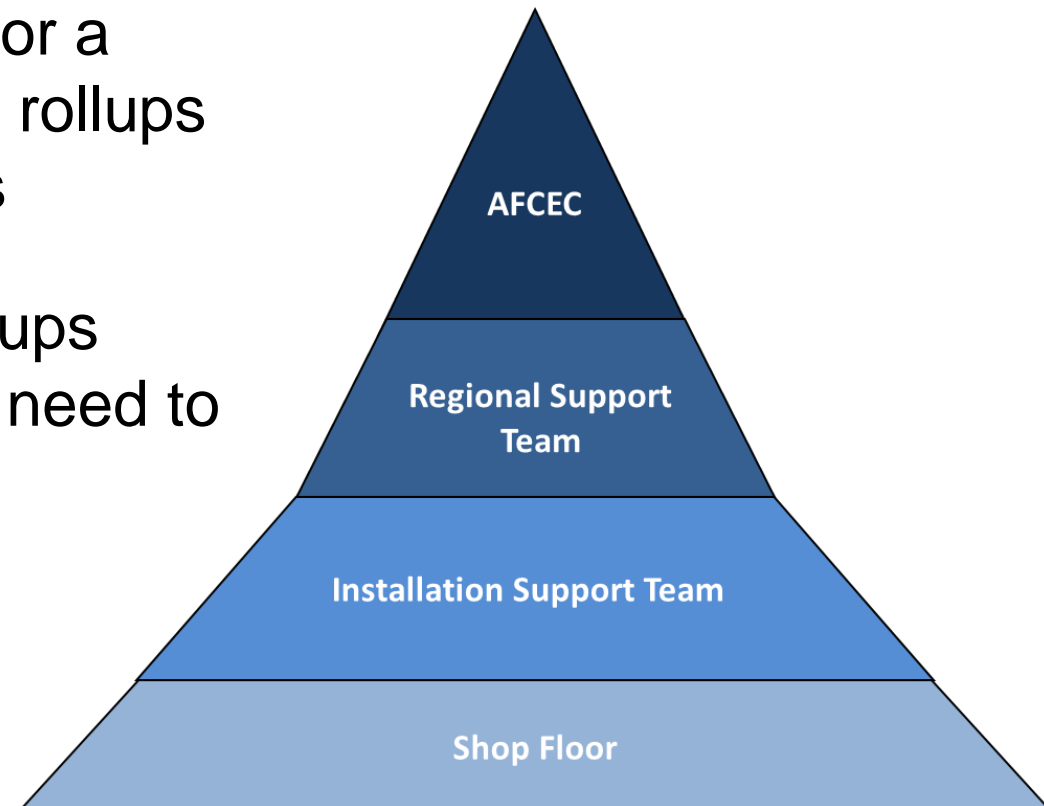 or a
rollups
s
ups
need to
AFCEC
Regional Support
Team
Installation Support Team
Shop Floor